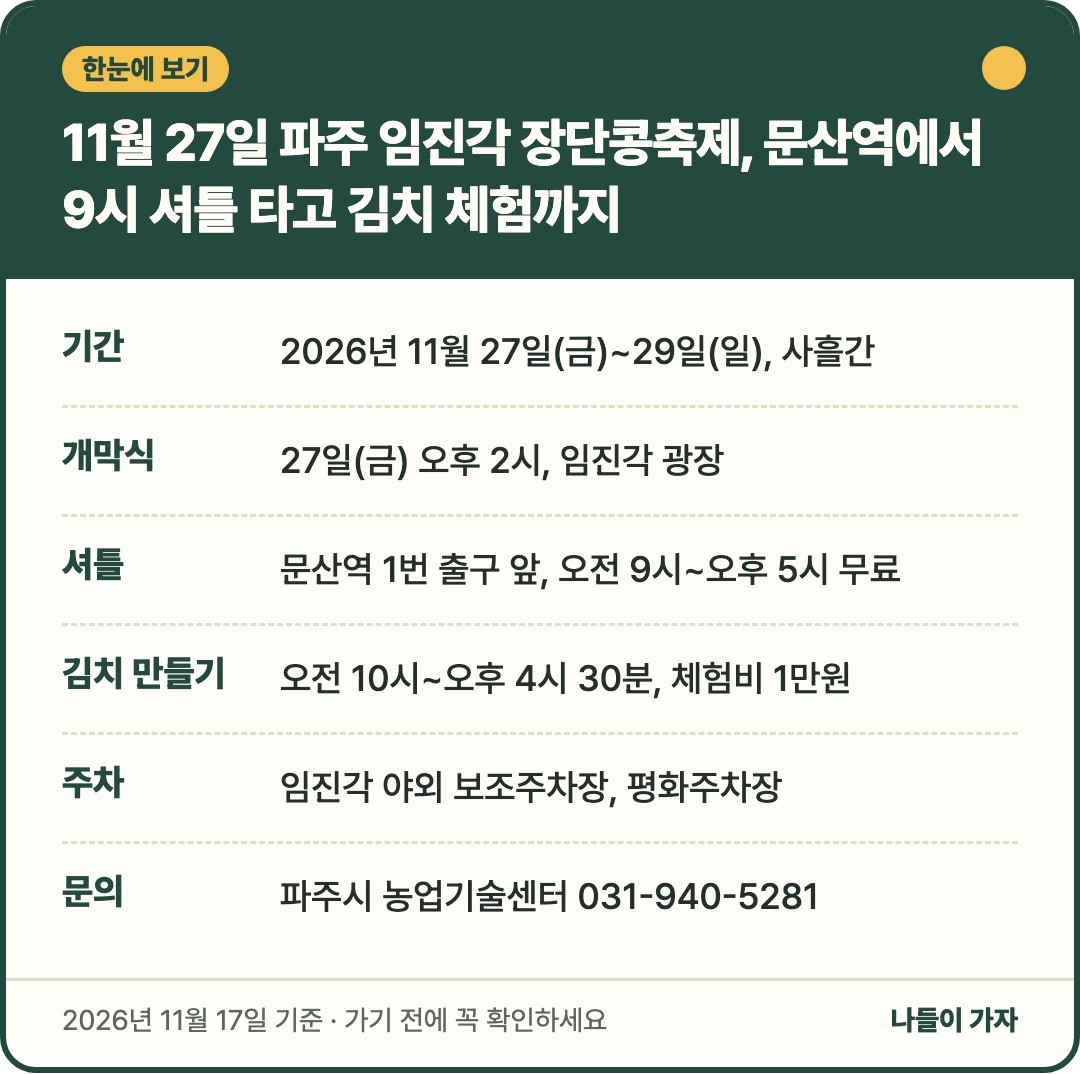 한눈에 보기
11월 27일 파주 임진각 장단콩축제, 문산역에서
9시 셔틀 타고 김치 체험까지
기간 2026년 11월 27일(금)~29일(일), 사흘간
개막식 27일(금) 오후 2시, 임진각 광장
셔틀 문산역 1번 출구 앞, 오전 9시~오후 5시 무료
김치 만들기 오전 10시~오후 4시 30분, 체험비 1만원
주차 임진각 야외 보조주차장, 평화주차장
문의 파주시 농업기술센터 031-940-5281
2026년 11월 17일 기준 · 가기 전에 꼭 확인하세요 나들이 가자